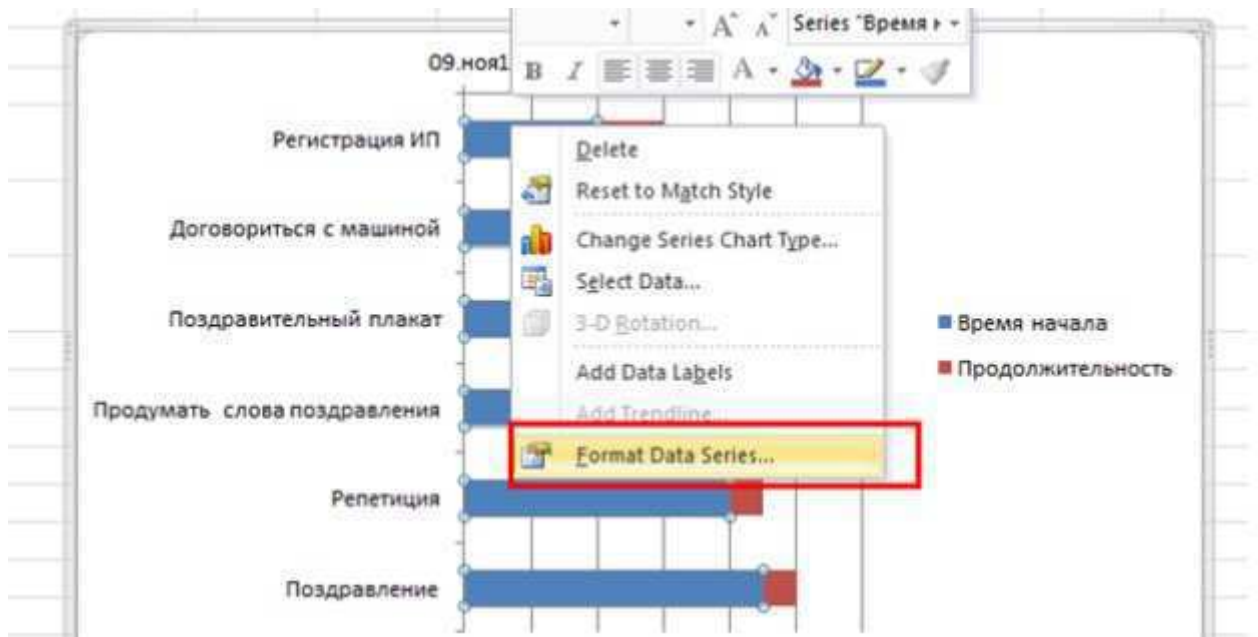 Series "Время н
09.ноя1
B I A
Регистрация ИП
Delete
Reset to Match Style
Договориться с машиной
Change Series Chart Type...
Select Data...
Поздравительный плакат
3-D Rotation...
Время начала
Add Data Labels
Продолжительность
Продумать слова поздравления
Add Trendline...
Format Data Series...
Репетиция
Поздравление